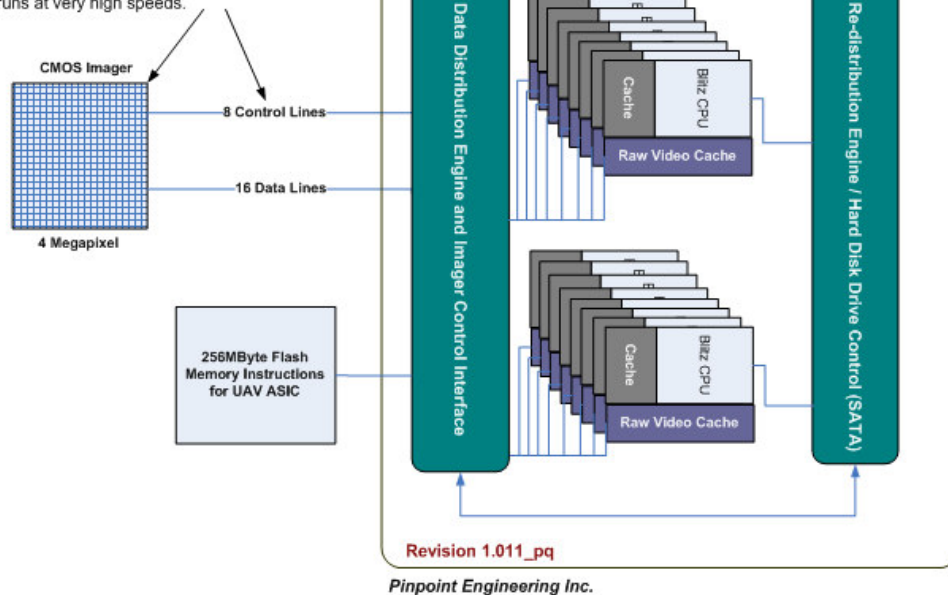 runs at very high speeds.
CMOS Imager
8 Control Lines
16 Data Lines
4 Megapixel
256MByte Flash
Memory Instructions
for UAV ASIC
Data Distribution Engine and Imager Control Interface
Cache
Blitz CPU
Raw Video Cache
Cache
Blitz CPU
Raw Video Cache
Re-distribution Engine / Hard Disk Drive Control (SATA)
Revision 1.011_pq
Pinpoint Engineering Inc.